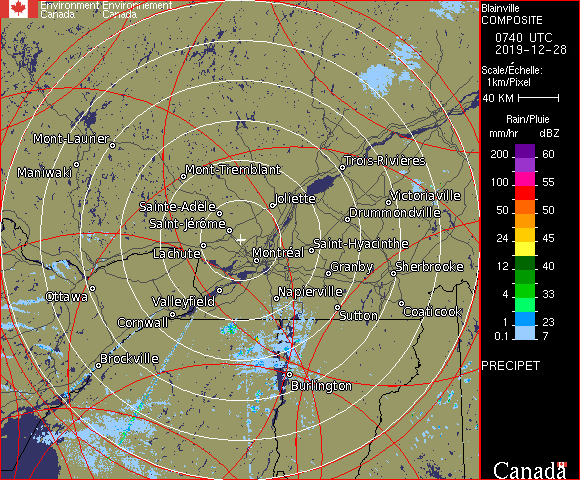 Environment Environnement
Canada Canada
Blainville
COMPOSITE
0740 UTC
2019-12-28
Scale/Échelle:
1km/Pixel
40 KM
Rain/Pluie
mm/hr dBZ
200 60
150 57
100 55
50 50
24 45
12 40
4 33
1 23
0.1 7
PRECIPET
Canada
Mont-Laurier
Maniwaki
Mont-Tremblant
Trois-Rivières
Joliette
Victoriaville
Sainte-Adèle
Drummondville
Saint-Jérôme
Saint-Hyacinthe
Lachute
Montréal
Granby
Sherbrooke
Ottawa
Valleyfield
Napierville
Cornwall
Sutton
Coaticook
Brockville
Burlington